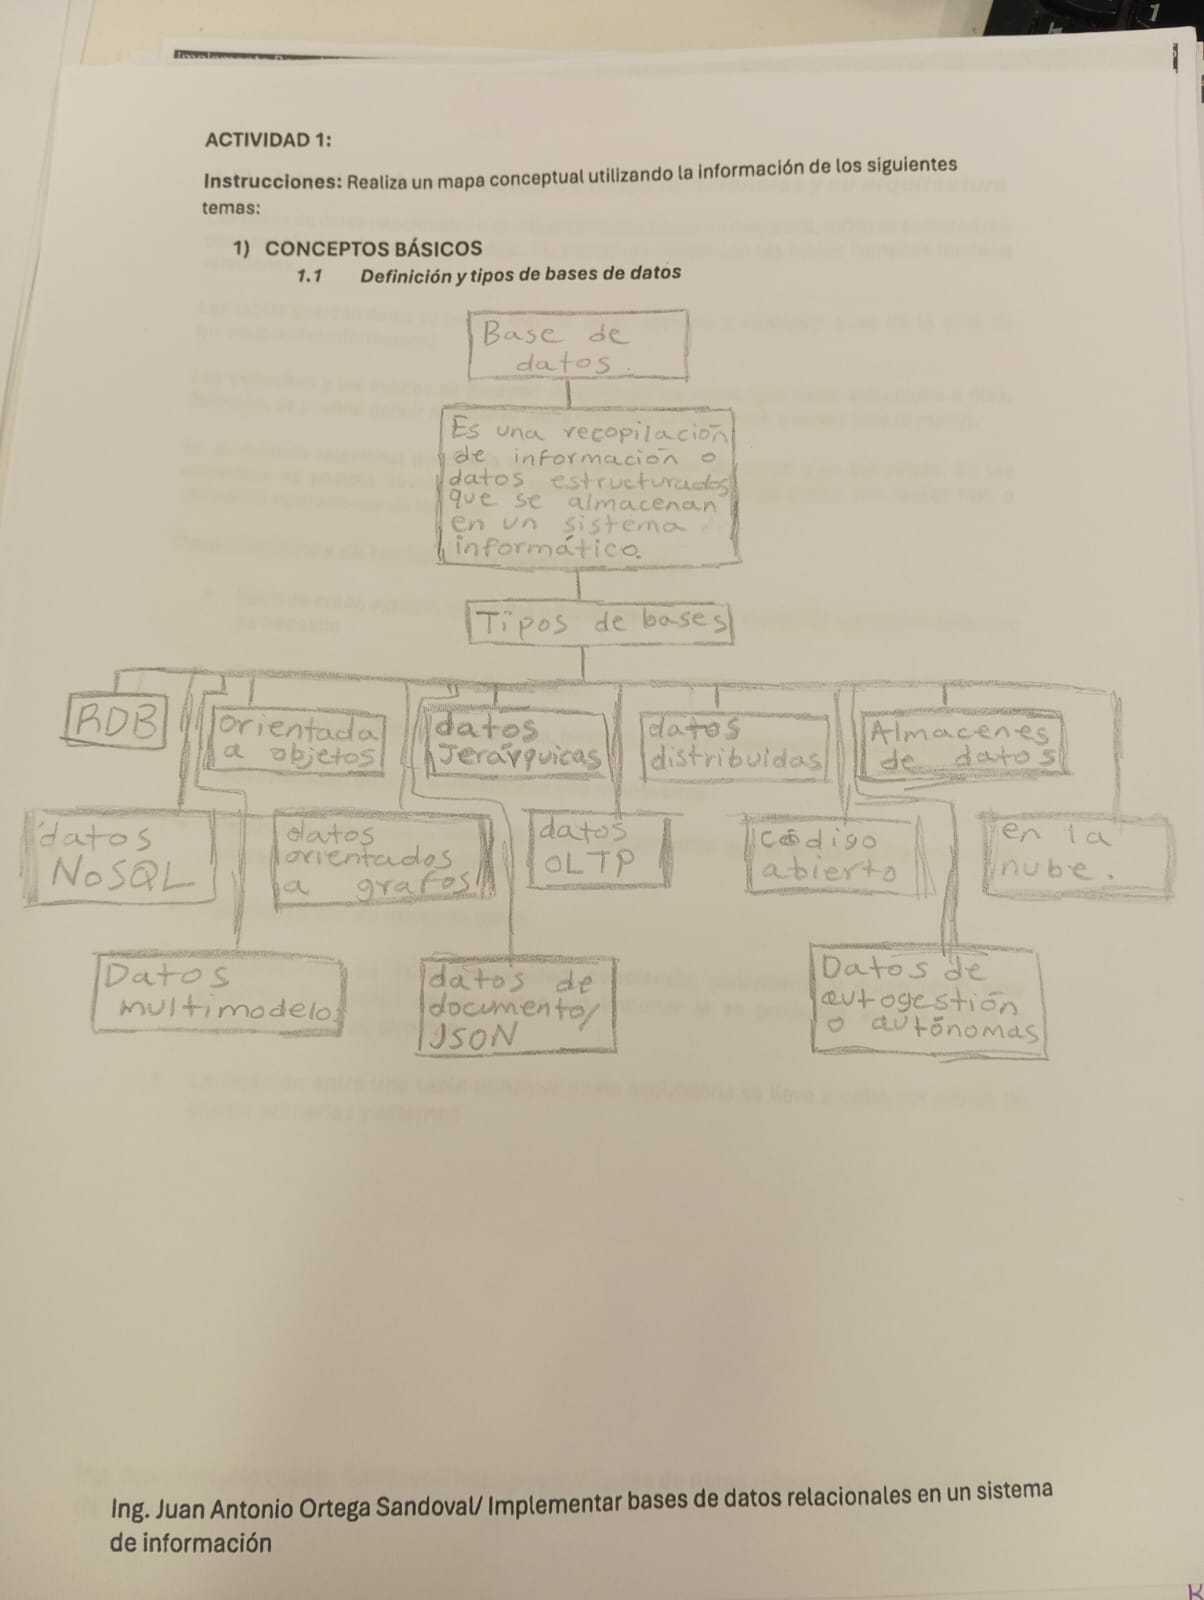 ACTIVIDAD 1:
Instrucciones: Realiza un mapa conceptual utilizando la información de los siguientes
temas:
1) CONCEPTOS BÁSICOS
1.1 Definición y tipos de bases de datos
Base de
datos.
Es una recopilación
de información o
datos estructurados
que se almacenan
en un sistema
informático.
Tipos de bases
RDB
orientada
a objetos
datos
Jerárquicas
datos
distribuidas
Almacenes
de datos
datos
NoSQL
datos
orientados
a grafos
datos
OLTP
código
abierto
en la
nube.
Datos
multimodelo
datos de
documento/
JSON
Datos de
autogestión
o autónomas
Ing. Juan Antonio Ortega Sandoval/ Implementar bases de datos relacionales en un sistema
de información
K
1